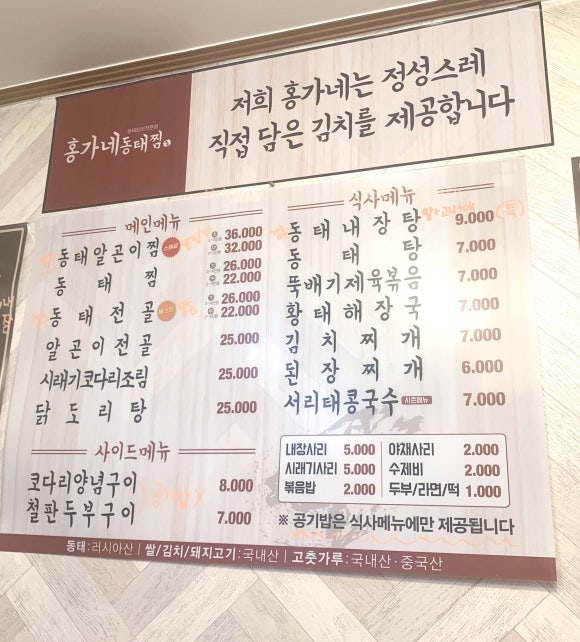 저희 홍가네는 정성스레
직접 담은 김치를 제공합니다
홍가네동태찜
메인메뉴
동태알곤이찜 36.000
32.000
동태찜 26.000
22.000
동태전골 26.000
22.000
알곤이전골 25.000
시래기코다리조림 25.000
닭도리탕 25.000
사이드메뉴
코다리양념구이 8.000
철판두부구이 7.000
식사메뉴
동태내장탕 9.000 (특)
동태탕 7.000
뚝배기제육볶음 7.000
황태해장국 7.000
김치찌개 7.000
된장찌개 6.000
서리태콩국수 시즌메뉴 7.000
내장사리 5.000 야채사리 2.000
시래기사리 5.000 수제비 2.000
볶음밥 2.000 두부/라면/떡 1.000
※ 공기밥은 식사메뉴에만 제공됩니다
동태:러시아산 | 쌀/김치/돼지고기:국내산 | 고춧가루:국내산·중국산